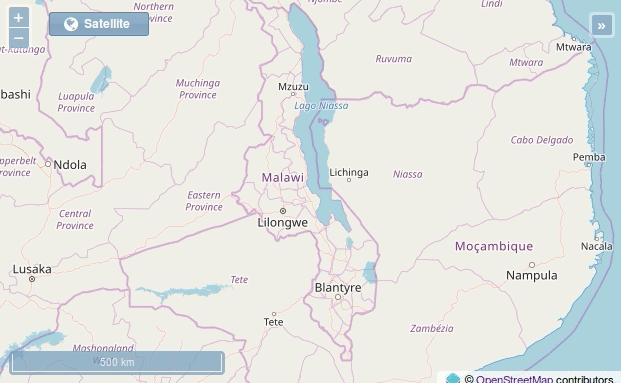 Njombe
Lindi
+
Satellite
»
Northern
Province
−
Mtwara
Ruvuma
Mtwara
Muchinga
Province
Mzuzu
Luapula
Province
bashi
Lago Niassa
Cabo Delgado
Pemba
Ndola
Lichinga
Niassa
Malawi
Eastern
Province
Central
Province
Lilongwe
Moçambique
Nacala
Lusaka
Nampula
Tete
Blantyre
Tete
Zambézia
Mashonaland
500 km
© OpenStreetMap contributors